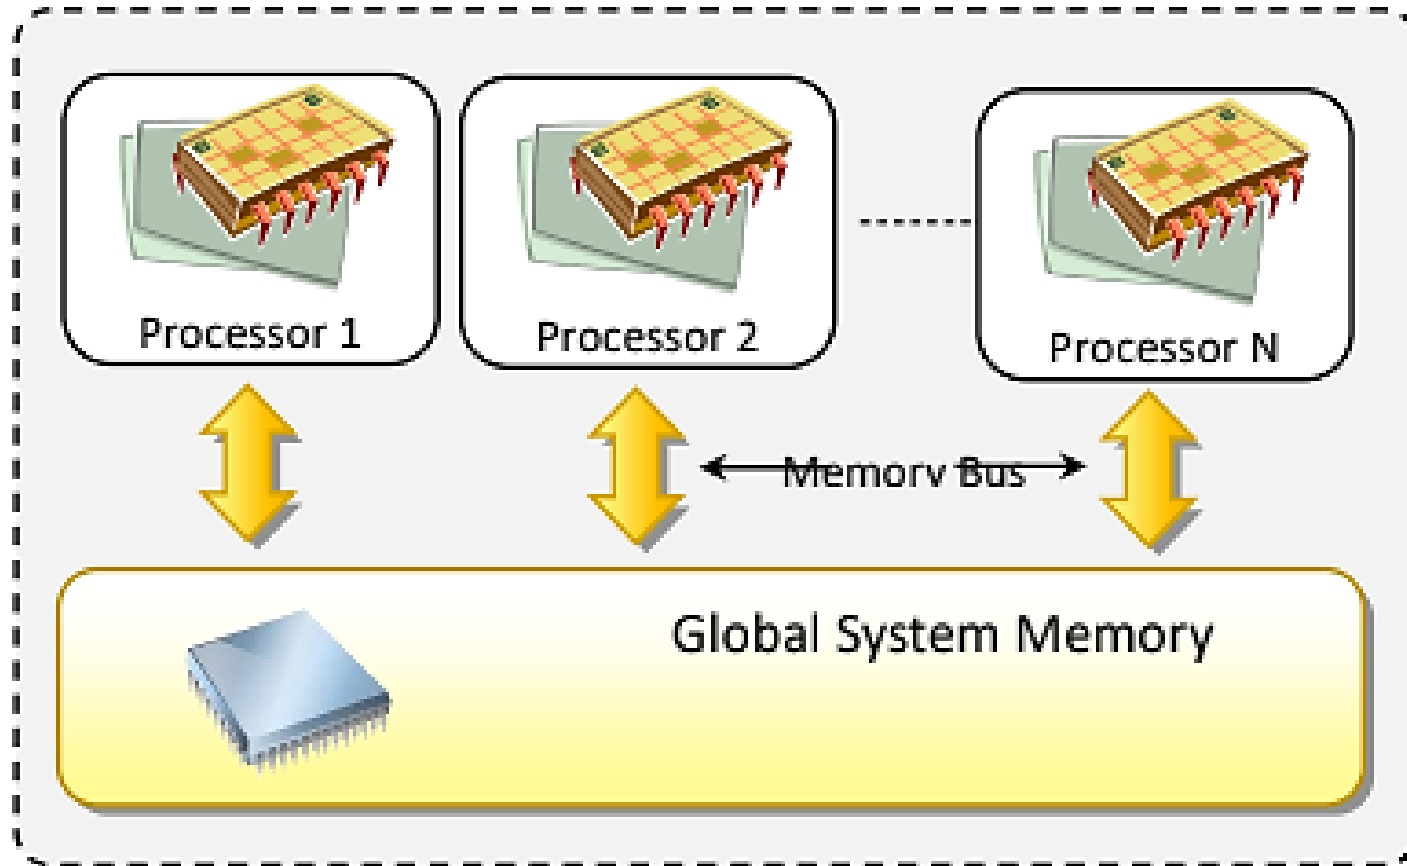 Processor 1
Processor 2
Processor N
Memory Bus
Global System Memory